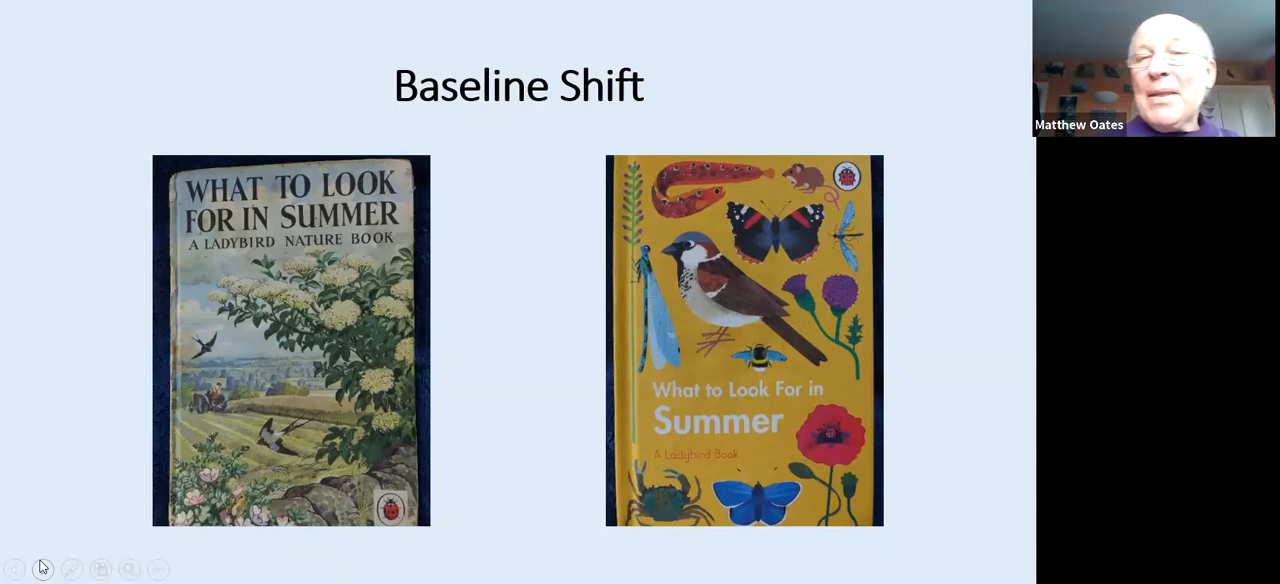 Baseline Shift
WHAT TO LOOK
FOR IN SUMMER
A LADYBIRD NATURE BOOK
What to Look For in
Summer
A Ladybird Book
Matthew Oates